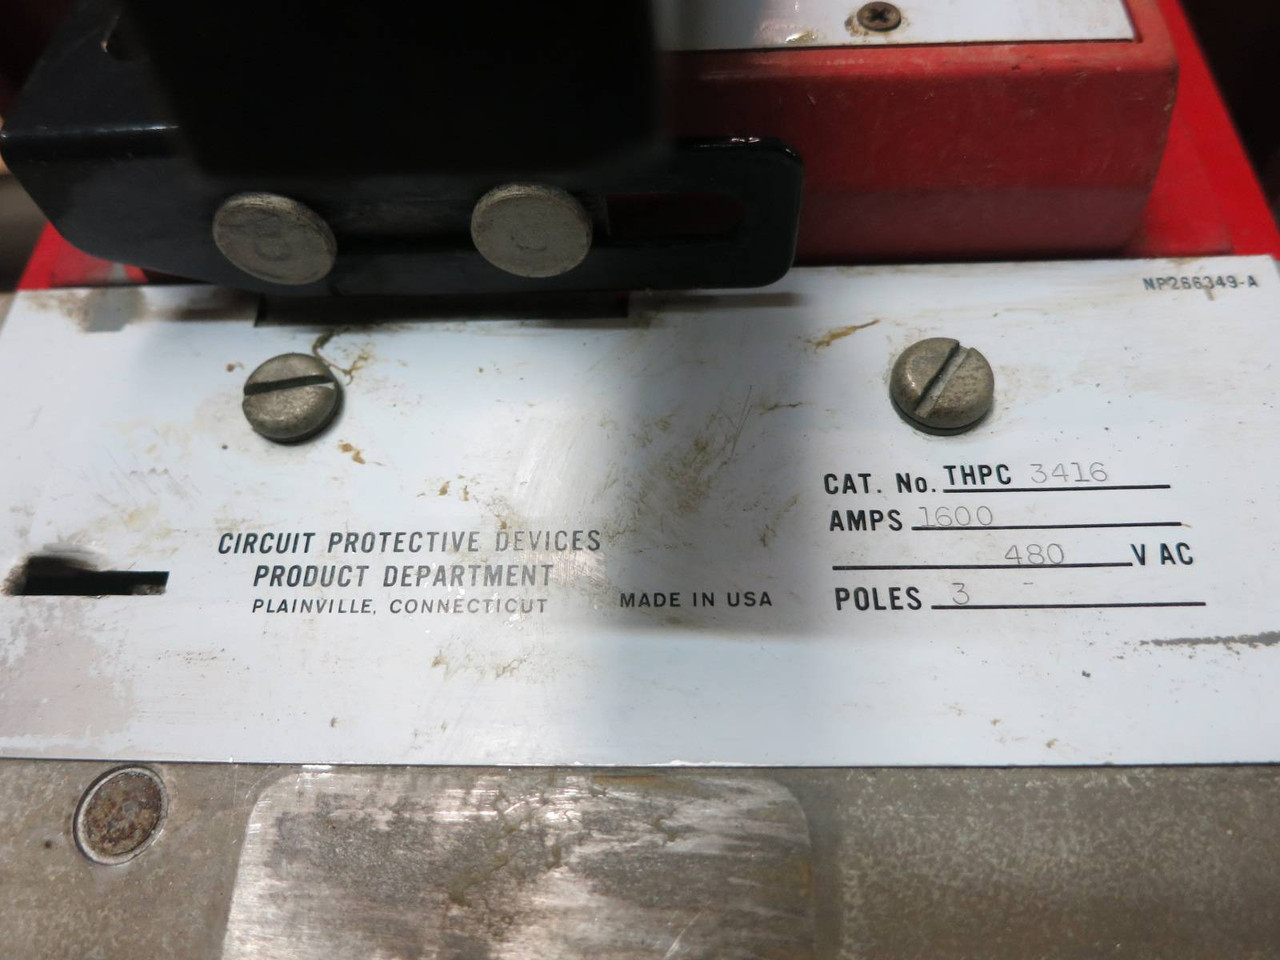 NP266349-A
CAT. No. THPC 3416
AMPS 1600
480 V AC
POLES 3 -
CIRCUIT PROTECTIVE DEVICES
PRODUCT DEPARTMENT
PLAINVILLE, CONNECTICUT
MADE IN USA